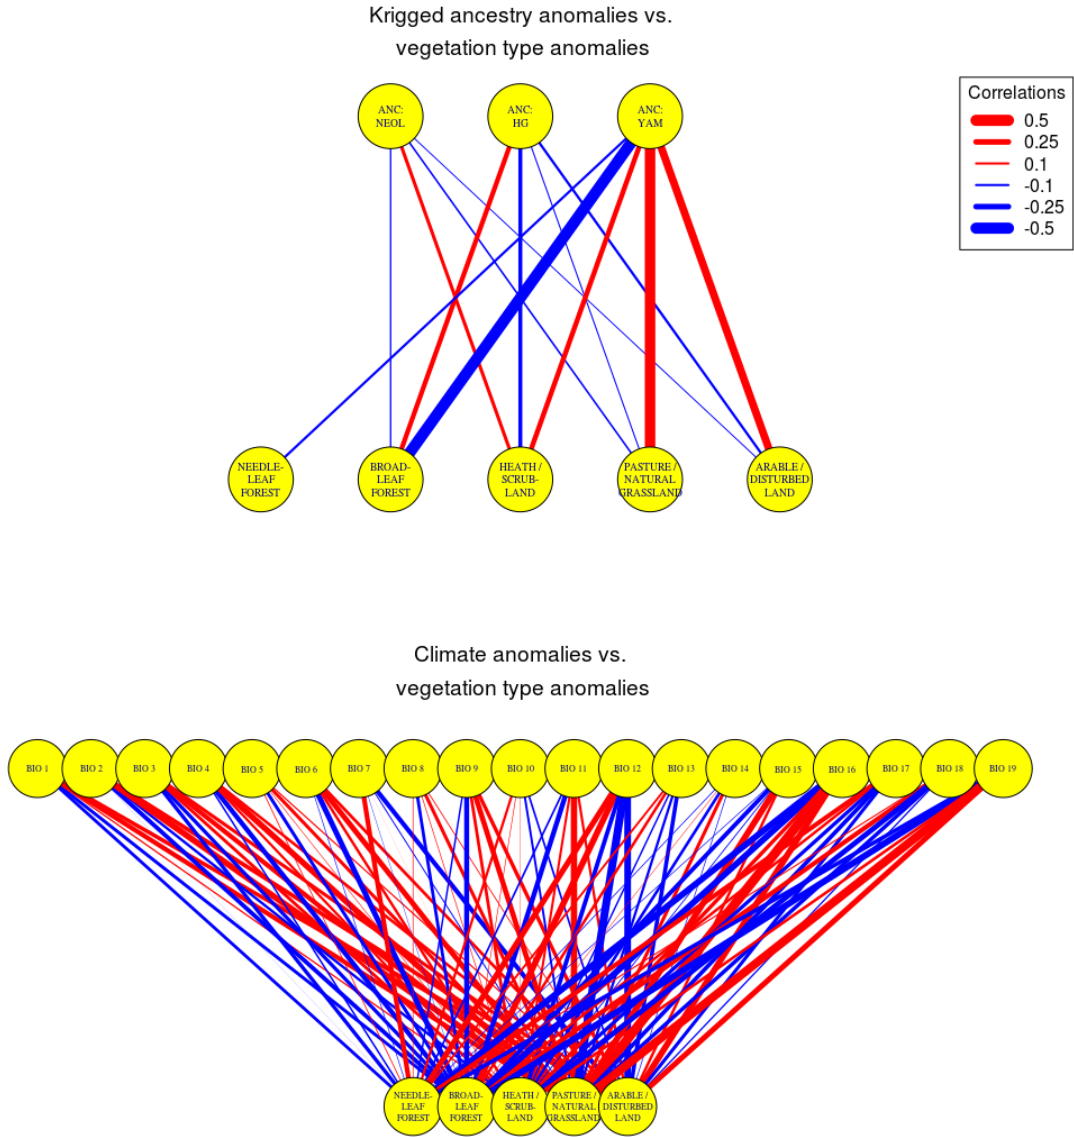 Krigged ancestry anomalies vs.
vegetation type anomalies
ANC:
NEOL
ANC:
HG
ANC:
YAM
Correlations
0.5
0.25
0.1
-0.1
-0.25
-0.5
NEEDLE-
LEAF
FOREST
BROAD-
LEAF
FOREST
HEATH /
SCRUB-
LAND
PASTURE /
NATURAL
GRASSLAND
ARABLE /
DISTURBED
LAND
Climate anomalies vs.
vegetation type anomalies
BIO 1
BIO 2
BIO 3
BIO 4
BIO 5
BIO 6
BIO 7
BIO 8
BIO 9
BIO 10
BIO 11
BIO 12
BIO 13
BIO 14
BIO 15
BIO 16
BIO 17
BIO 18
BIO 19
NEEDLE-
LEAF
FOREST
BROAD-
LEAF
FOREST
HEATH /
SCRUB-
LAND
PASTURE /
NATURAL
GRASSLAND
ARABLE /
DISTURBED
LAND